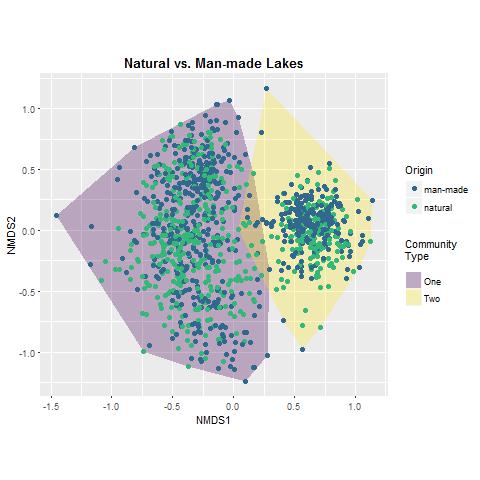 Natural vs. Man-made Lakes
1.0
0.5
0.0
-0.5
-1.0
NMDS2
-1.5
-1.0
-0.5
0.0
0.5
1.0
NMDS1
Origin
man-made
natural
Community
Type
One
Two